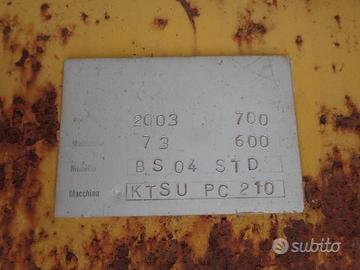 2003 700
73 600
Modello BS 04 STD
Macchina KTSU PC 210
subito